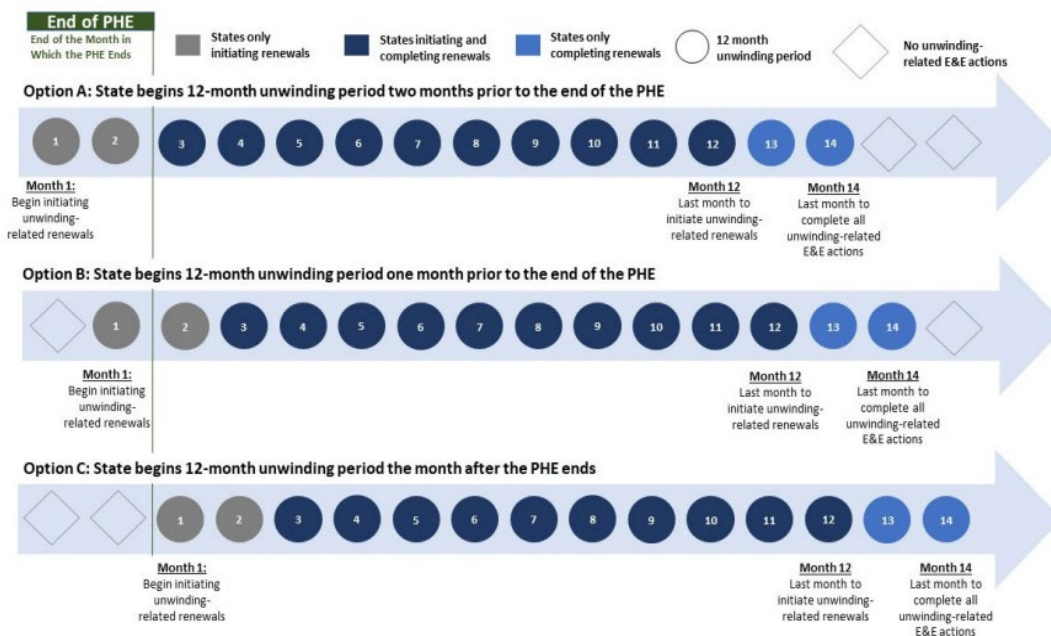 End of PHE
End of the Month in
Which the PHE Ends
States only
initiating renewals
States initiating and
completing renewals
States only
completing renewals
12 month
unwinding period
No unwinding-
related E&E actions
Option A: State begins 12-month unwinding period two months prior to the end of the PHE
1 2 3 4 5 6 7 8 9 10 11 12 13 14
Month 1:
Begin initiating
unwinding-
related renewals
Month 12
Last month to
initiate unwinding-
related renewals
Month 14
Last month to
complete all
unwinding-related
E&E actions
Option B: State begins 12-month unwinding period one month prior to the end of the PHE
1 2 3 4 5 6 7 8 9 10 11 12 13 14
Month 1:
Begin initiating
unwinding-
related renewals
Month 12
Last month to
initiate unwinding-
related renewals
Month 14
Last month to
complete all
unwinding-related
E&E actions
Option C: State begins 12-month unwinding period the month after the PHE ends
1 2 3 4 5 6 7 8 9 10 11 12 13 14
Month 1:
Begin initiating
unwinding-
related renewals
Month 12
Last month to
initiate unwinding-
related renewals
Month 14
Last month to
complete all
unwinding-related
E&E actions